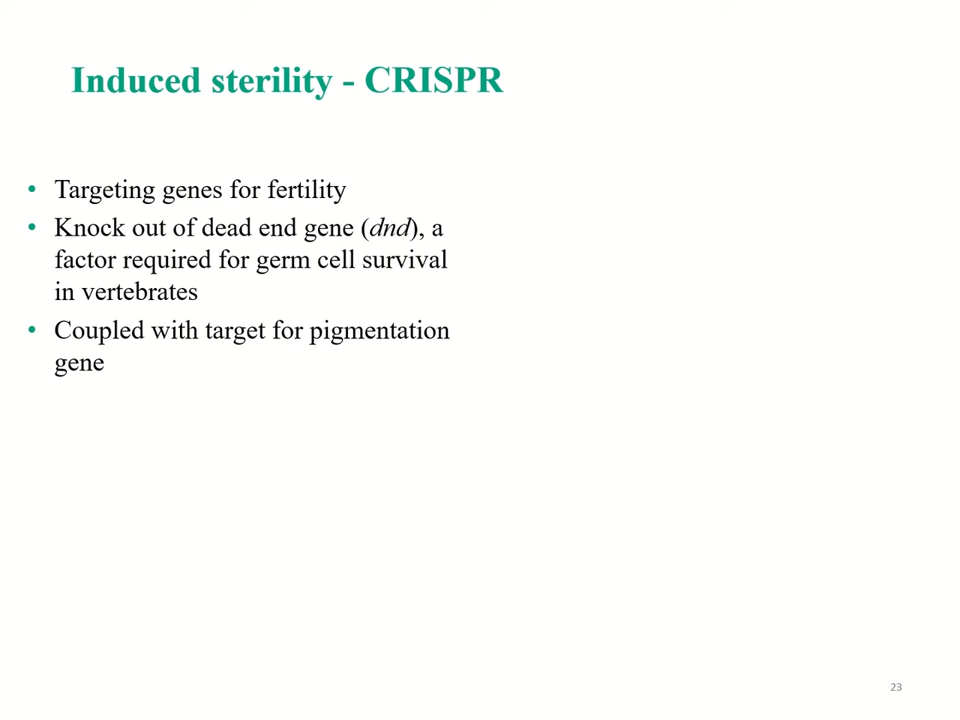 Induced sterility - CRISPR
• Targeting genes for fertility
• Knock out of dead end gene (dnd), a
factor required for germ cell survival
in vertebrates
• Coupled with target for pigmentation
gene
23